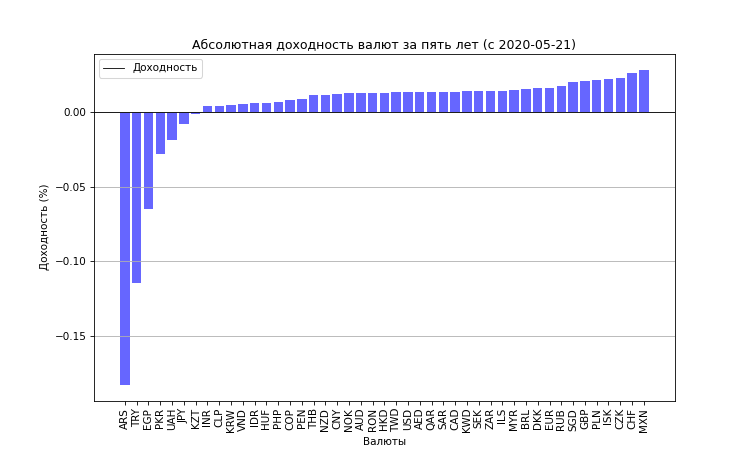 Абсолютная доходность валют за пять лет (с 2020-05-21)
Доходность
0.00
−0.05
−0.10
−0.15
Доходность (%)
ARS TRY EGP PKR UAH JPY KZT INR CLP KRW VND IDR HUF PHP COP PEN THB NZD CNY NOK AUD RON HKD TWD USD AED QAR SAR CAD KWD SEK ZAR ILS MYR BRL DKK EUR RUB SGD GBP PLN ISK CZK CHF MXN
Валюты